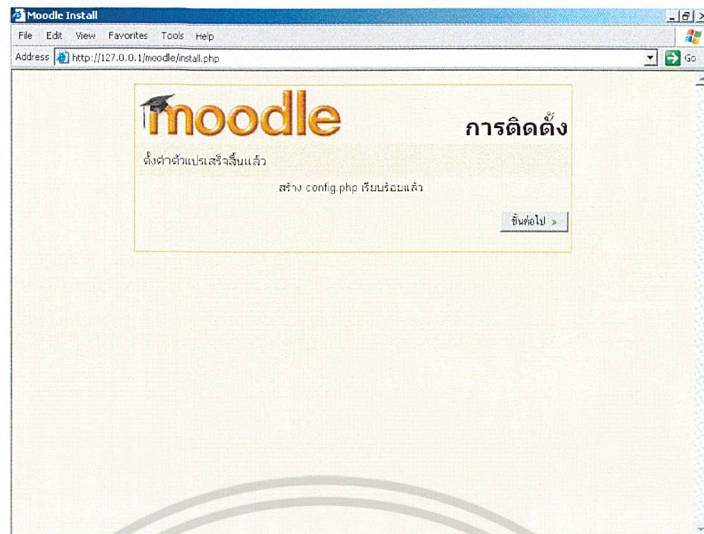 Moodle Install
File Edit View Favorites Tools Help
Address http://127.0.0.1/moodle/install.php Go
moodle
การติดตั้ง
ตั้งค่าตัวแปรเสร็จสิ้นแล้ว
สร้าง config.php เรียบร้อยแล้ว
ขั้นต่อไป »